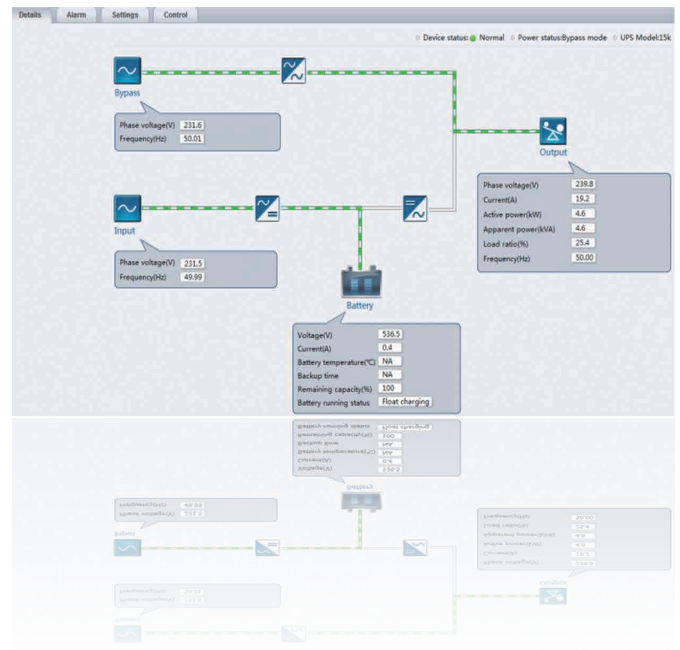 Details Alarm Settings Control
Device status: Normal Power status:Bypass mode UPS Model:15k
Bypass
Phase voltage(V) 231.6
Frequency(Hz) 50.01
Output
Phase voltage(V) 239.8
Current(A) 19.2
Active power(kW) 4.6
Apparent power(kVA) 4.6
Load ratio(%) 25.4
Frequency(Hz) 50.00
Input
Phase voltage(V) 231.5
Frequency(Hz) 49.99
Battery
Voltage(V) 536.5
Current(A) 0.4
Battery temperature(℃) NA
Backup time NA
Remaining capacity(%) 100
Battery running status Float charging